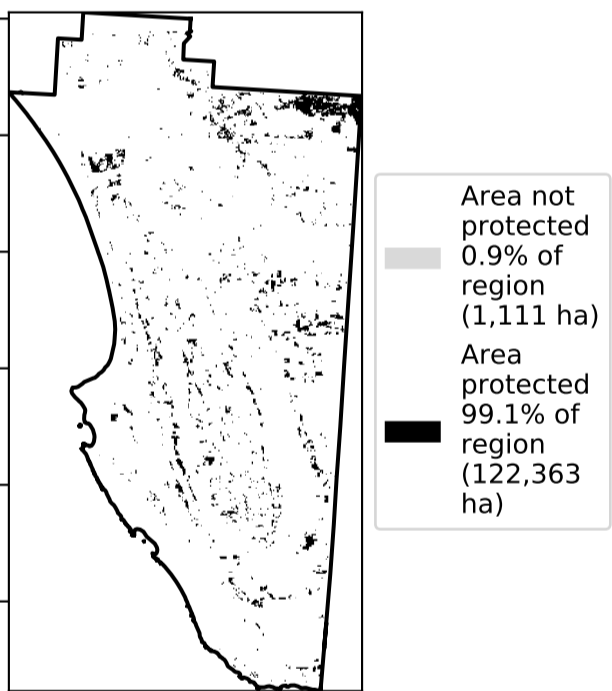 Area not
protected
0.9% of
region
(1,111 ha)
Area
protected
99.1% of
region
(122,363
ha)